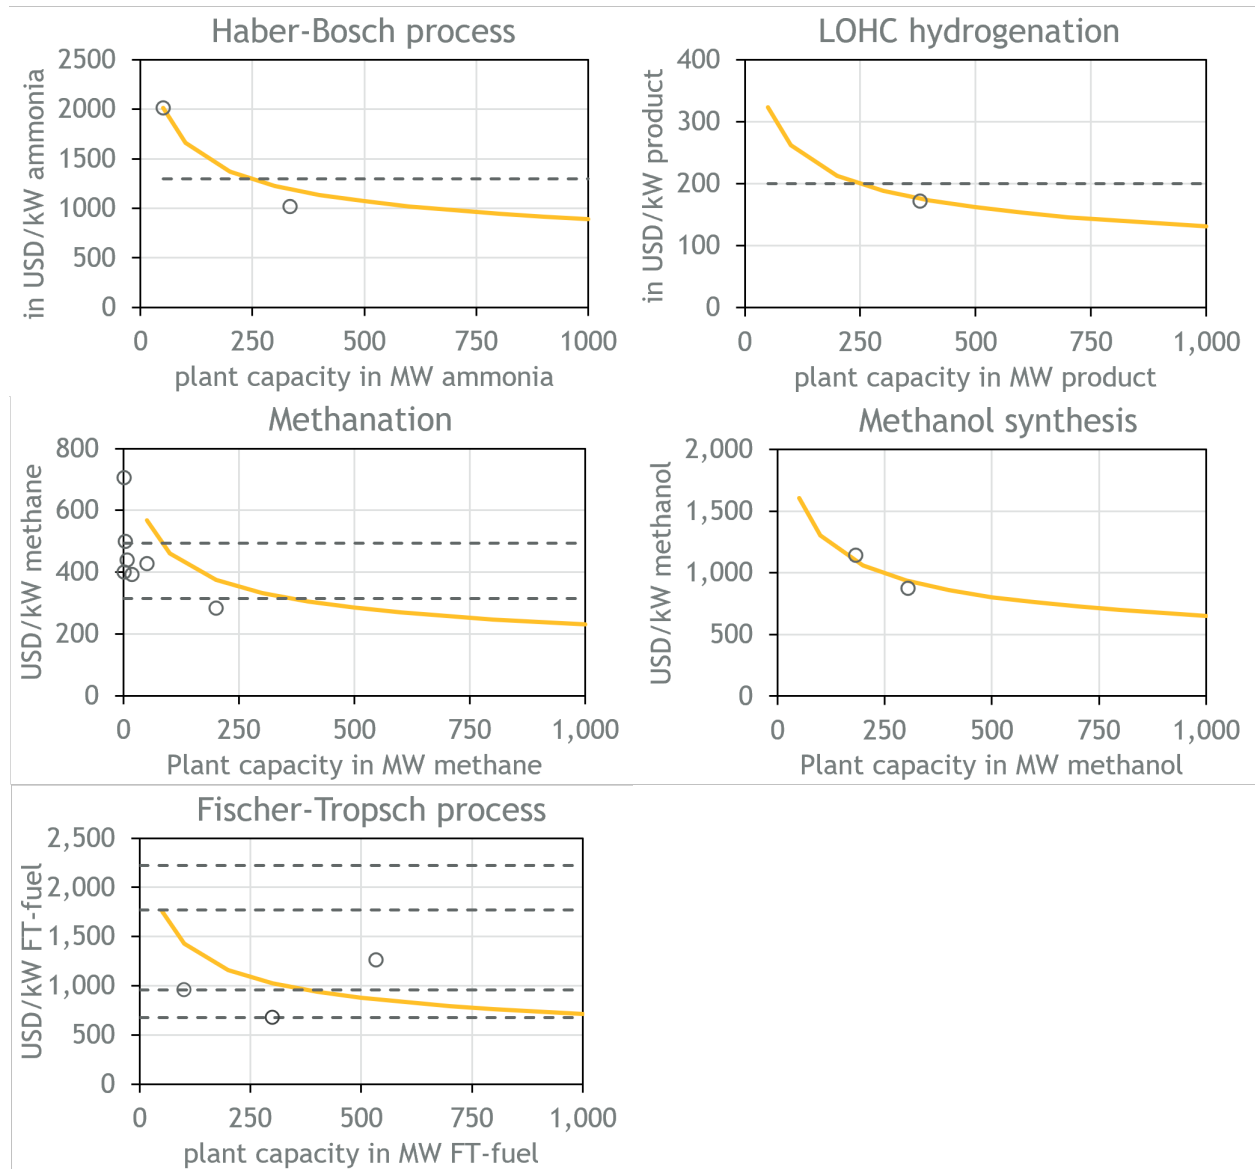 Haber-Bosch process
in USD/kW ammonia
2500
2000
1500
1000
500
0
0 250 500 750 1000
plant capacity in MW ammonia
LOHC hydrogenation
in USD/kW product
400
300
200
100
0
0 250 500 750 1,000
plant capacity in MW product
Methanation
USD/kW methane
800
600
400
200
0
0 250 500 750 1,000
Plant capacity in MW methane
Methanol synthesis
USD/kW methanol
2,000
1,500
1,000
500
0
0 250 500 750 1,000
Plant capacity in MW methanol
Fischer-Tropsch process
USD/kW FT-fuel
2,500
2,000
1,500
1,000
500
0
0 250 500 750 1,000
plant capacity in MW FT-fuel